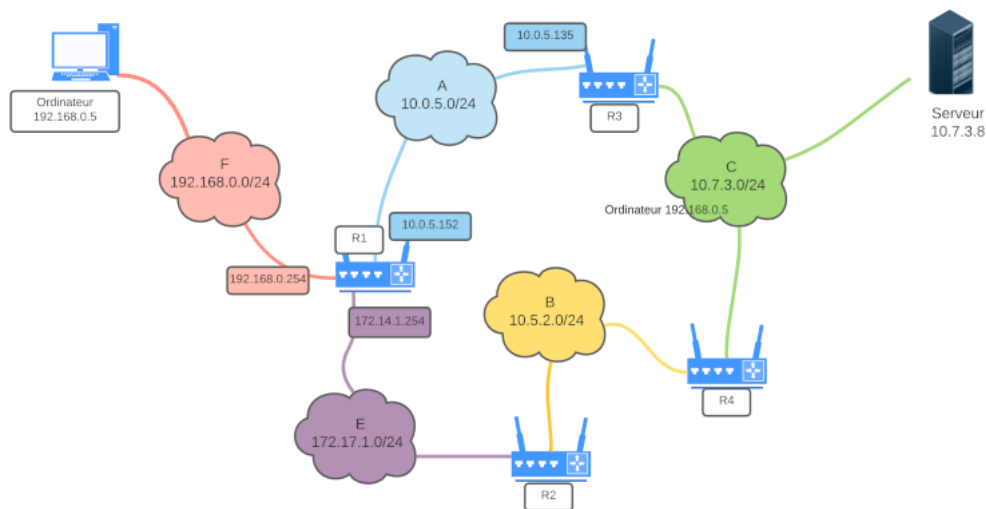 10.0.5.135
Ordinateur
192.168.0.5
A
10.0.5.0/24
R3
Serveur
10.7.3.8
F
192.168.0.0/24
C
10.7.3.0/24
Ordinateur 192.168.0.5
R1
10.0.5.152
192.168.0.254
172.14.1.254
B
10.5.2.0/24
R4
E
172.17.1.0/24
R2